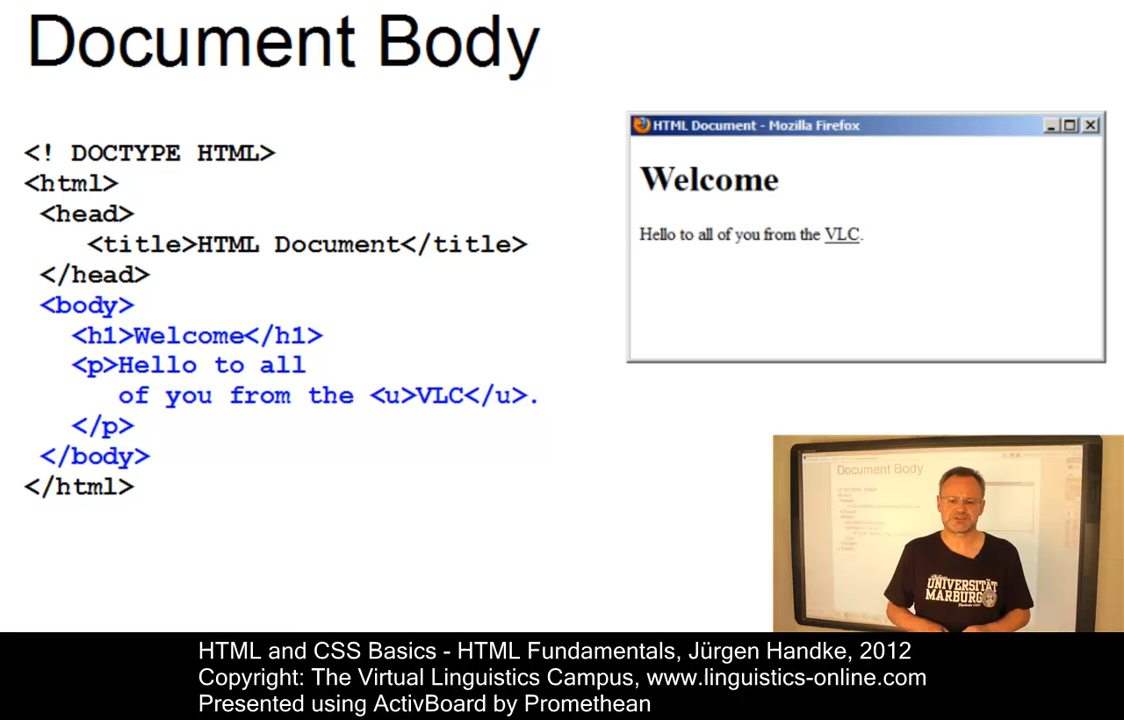 Document Body
<! DOCTYPE HTML>
<html>
<head>
<title>HTML Document</title>
</head>
<body>
<h1>Welcome</h1>
<p>Hello to all
of you from the <u>VLC</u>.
</p>
</body>
</html>
HTML Document - Mozilla Firefox
Welcome
Hello to all of you from the VLC.
Document Body
UNIVERSITÄT
MARBURG
HTML and CSS Basics - HTML Fundamentals, Jürgen Handke, 2012
Copyright: The Virtual Linguistics Campus, www.linguistics-online.com
Presented using ActivBoard by Promethean